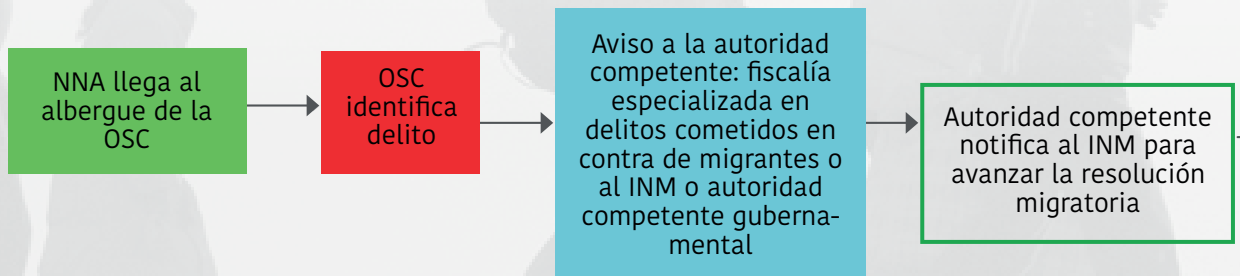 NNA llega al
albergue de la
OSC
OSC
identifica
delito
Aviso a la autoridad
competente: fiscalía
especializada en
delitos cometidos en
contra de migrantes o
al INM o autoridad
competente guberna-
mental
Autoridad competente
notifica al INM para
avanzar la resolución
migratoria